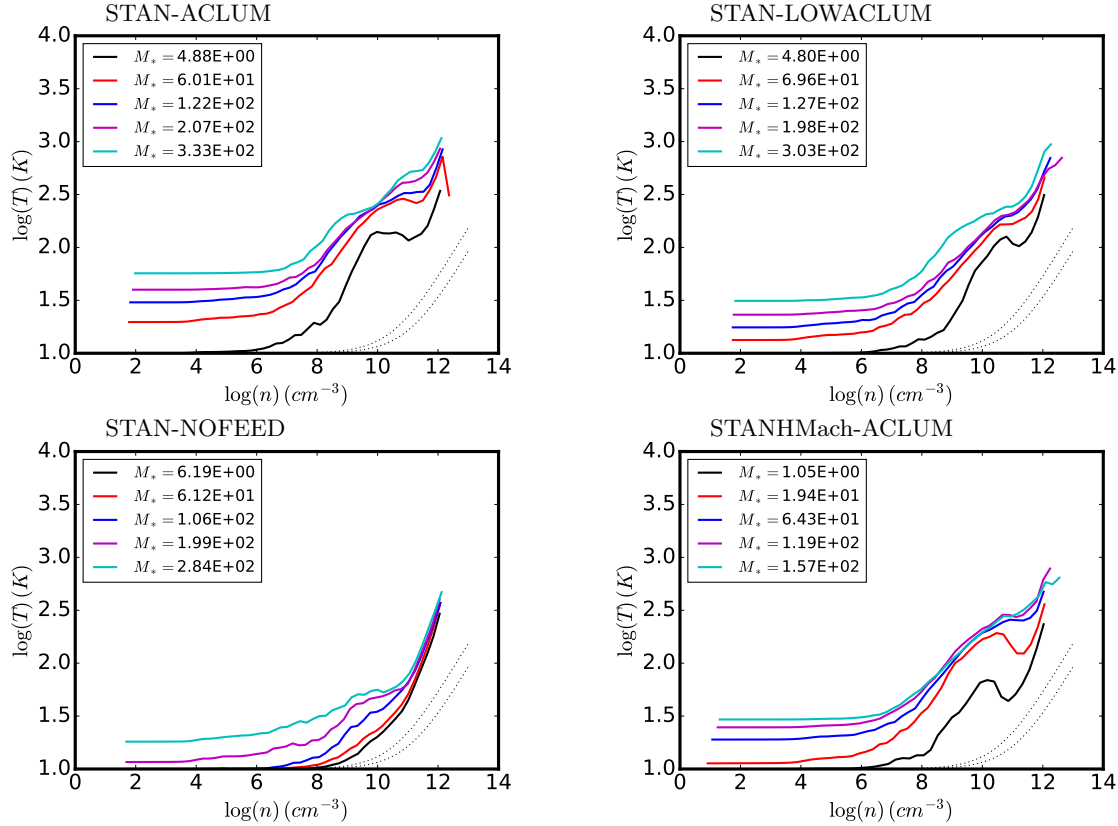 STAN-ACLUM
4.0
3.5
3.0
2.5
2.0
1.5
1.0
log(T) (K)
M* = 4.88E+00
M* = 6.01E+01
M* = 1.22E+02
M* = 2.07E+02
M* = 3.33E+02
0 2 4 6 8 10 12 14
log(n) (cm⁻³)
STAN-LOWACLUM
4.0
3.5
3.0
2.5
2.0
1.5
1.0
log(T) (K)
M* = 4.80E+00
M* = 6.96E+01
M* = 1.27E+02
M* = 1.98E+02
M* = 3.03E+02
0 2 4 6 8 10 12 14
log(n) (cm⁻³)
STAN-NOFEED
4.0
3.5
3.0
2.5
2.0
1.5
1.0
log(T) (K)
M* = 6.19E+00
M* = 6.12E+01
M* = 1.06E+02
M* = 1.99E+02
M* = 2.84E+02
0 2 4 6 8 10 12 14
log(n) (cm⁻³)
STANHMach-ACLUM
4.0
3.5
3.0
2.5
2.0
1.5
1.0
log(T) (K)
M* = 1.05E+00
M* = 1.94E+01
M* = 6.43E+01
M* = 1.19E+02
M* = 1.57E+02
0 2 4 6 8 10 12 14
log(n) (cm⁻³)